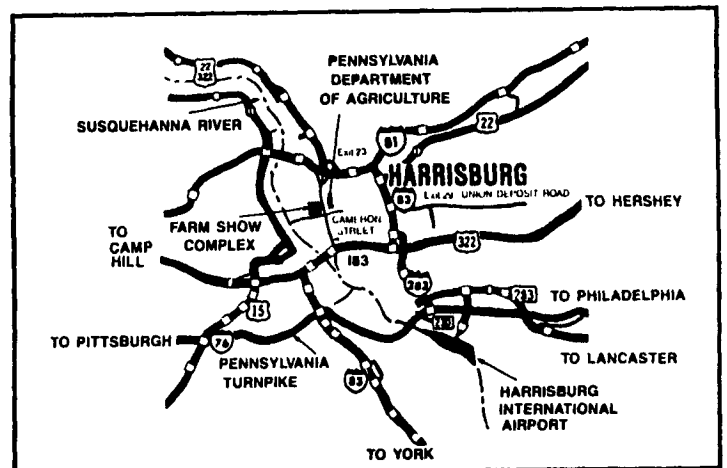 22
322
PENNSYLVANIA
DEPARTMENT
OF AGRICULTURE
SUSQUEHANNA RIVER
Exit 23
81
22
HARRISBURG
83
UNION DEPOSIT ROAD
TO HERSHEY
FARM SHOW
COMPLEX
CAMERON
STREET
TO
CAMP
HILL
322
183
283
283
TO PHILADELPHIA
15
TO PITTSBURGH
76
PENNSYLVANIA
TURNPIKE
TO LANCASTER
83
HARRISBURG
INTERNATIONAL
AIRPORT
TO YORK